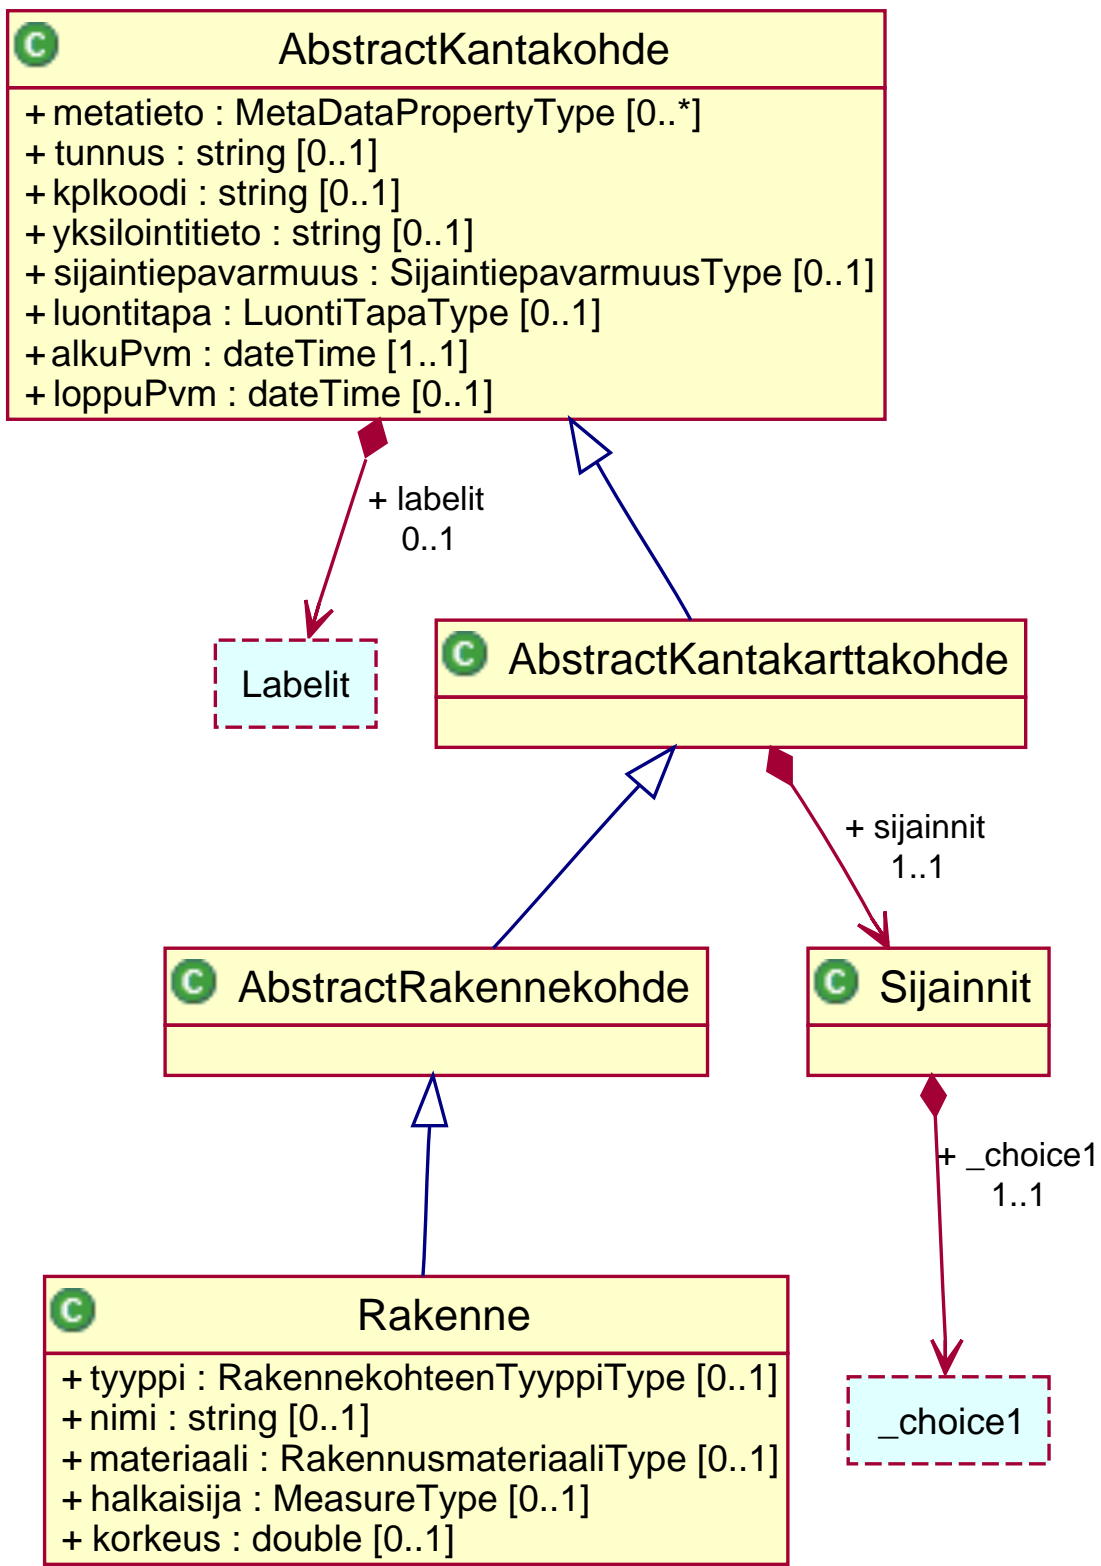 C AbstractKantakohde
+ metatieto : MetaDataPropertyType [0..*]
+ tunnus : string [0..1]
+ kplkoodi : string [0..1]
+ yksilointitieto : string [0..1]
+ sijaintiepavarmuus : SijaintiepavarmuusType [0..1]
+ luontitapa : LuontiTapaType [0..1]
+ alkuPvm : dateTime [1..1]
+ loppuPvm : dateTime [0..1]
+ labelit
0..1
Labelit
C AbstractKantakarttakohde
+ sijainnit
1..1
C AbstractRakennekohde
C Sijainnit
+ _choice1
1..1
C Rakenne
+ tyyppi : RakennekohteenTyyppiType [0..1]
+ nimi : string [0..1]
+ materiaali : RakennusmateriaaliType [0..1]
+ halkaisija : MeasureType [0..1]
+ korkeus : double [0..1]
_choice1